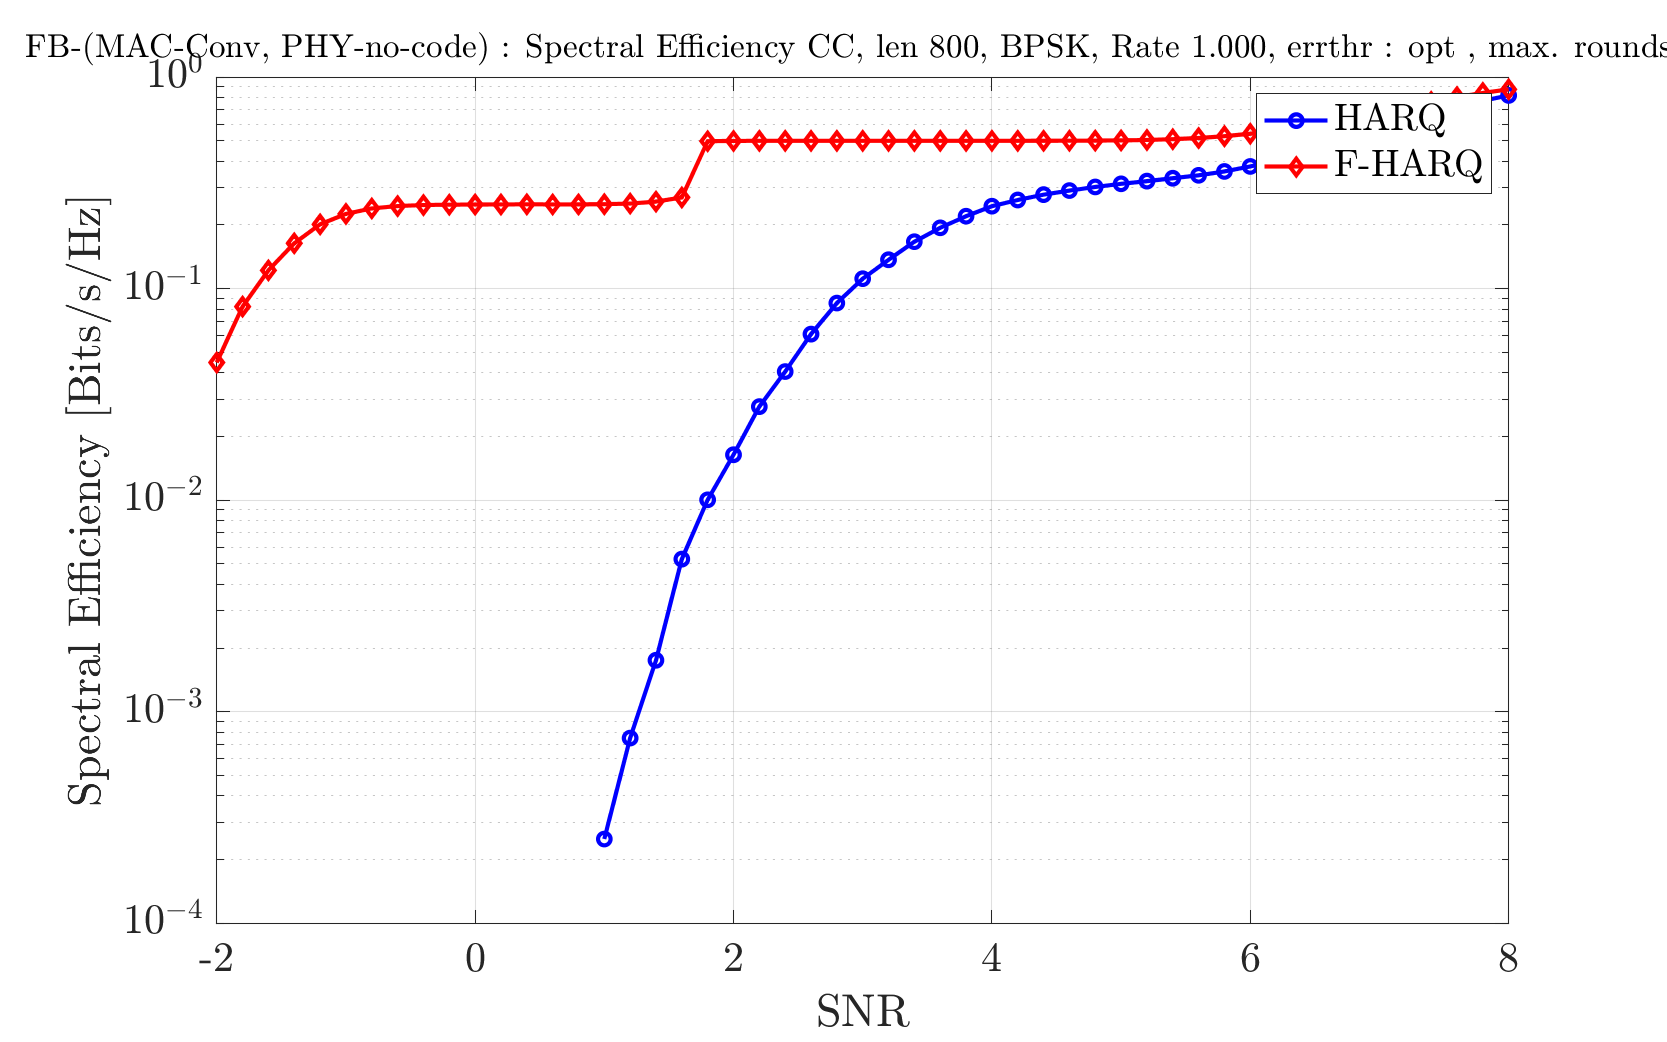 FB-(MAC-Conv, PHY-no-code) : Spectral Efficiency CC, len 800, BPSK, Rate 1.000, errthr : opt , max. rounds
10⁰
10⁻¹
10⁻²
10⁻³
10⁻⁴
Spectral Efficiency [Bits/s/Hz]
HARQ
F-HARQ
-2 0 2 4 6 8
SNR